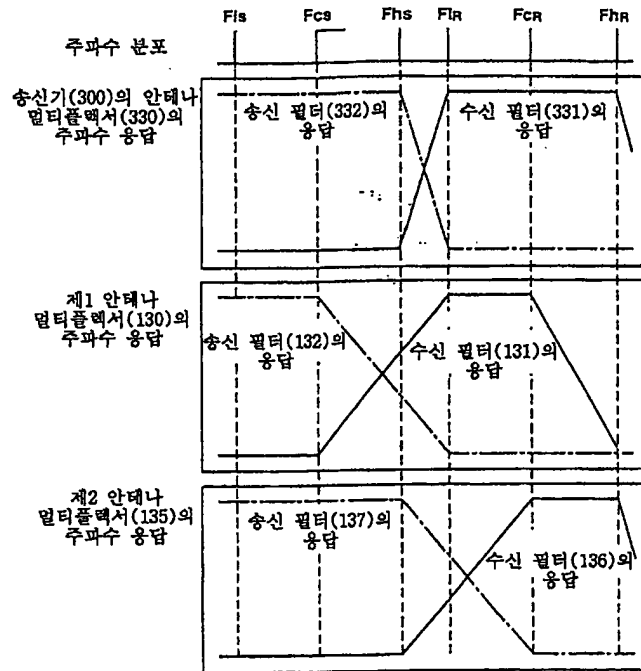 FlS FCS FhS FlR FCR FhR
주파수 분포
송신기(300)의 안테나
멀티플랙서(330)의
주파수 응답
송신 필터(332)의
응답
수신 필터(331)의
응답
제1 안테나
멀티플렉서(130)의
주파수 응답
송신 필터(132)의
응답
수신 필터(131)의
응답
제2 안테나
멀티플랙서(135)의
주파수 응답
송신 필터(137)의
응답
수신 필터(136)의
응답